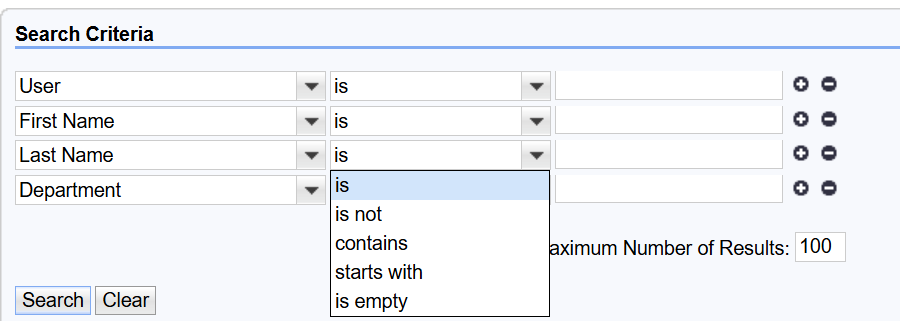 Search Criteria
User is
First Name is
Last Name is
Department
is
is not
contains
starts with
is empty
aximum Number of Results: 100
Search Clear